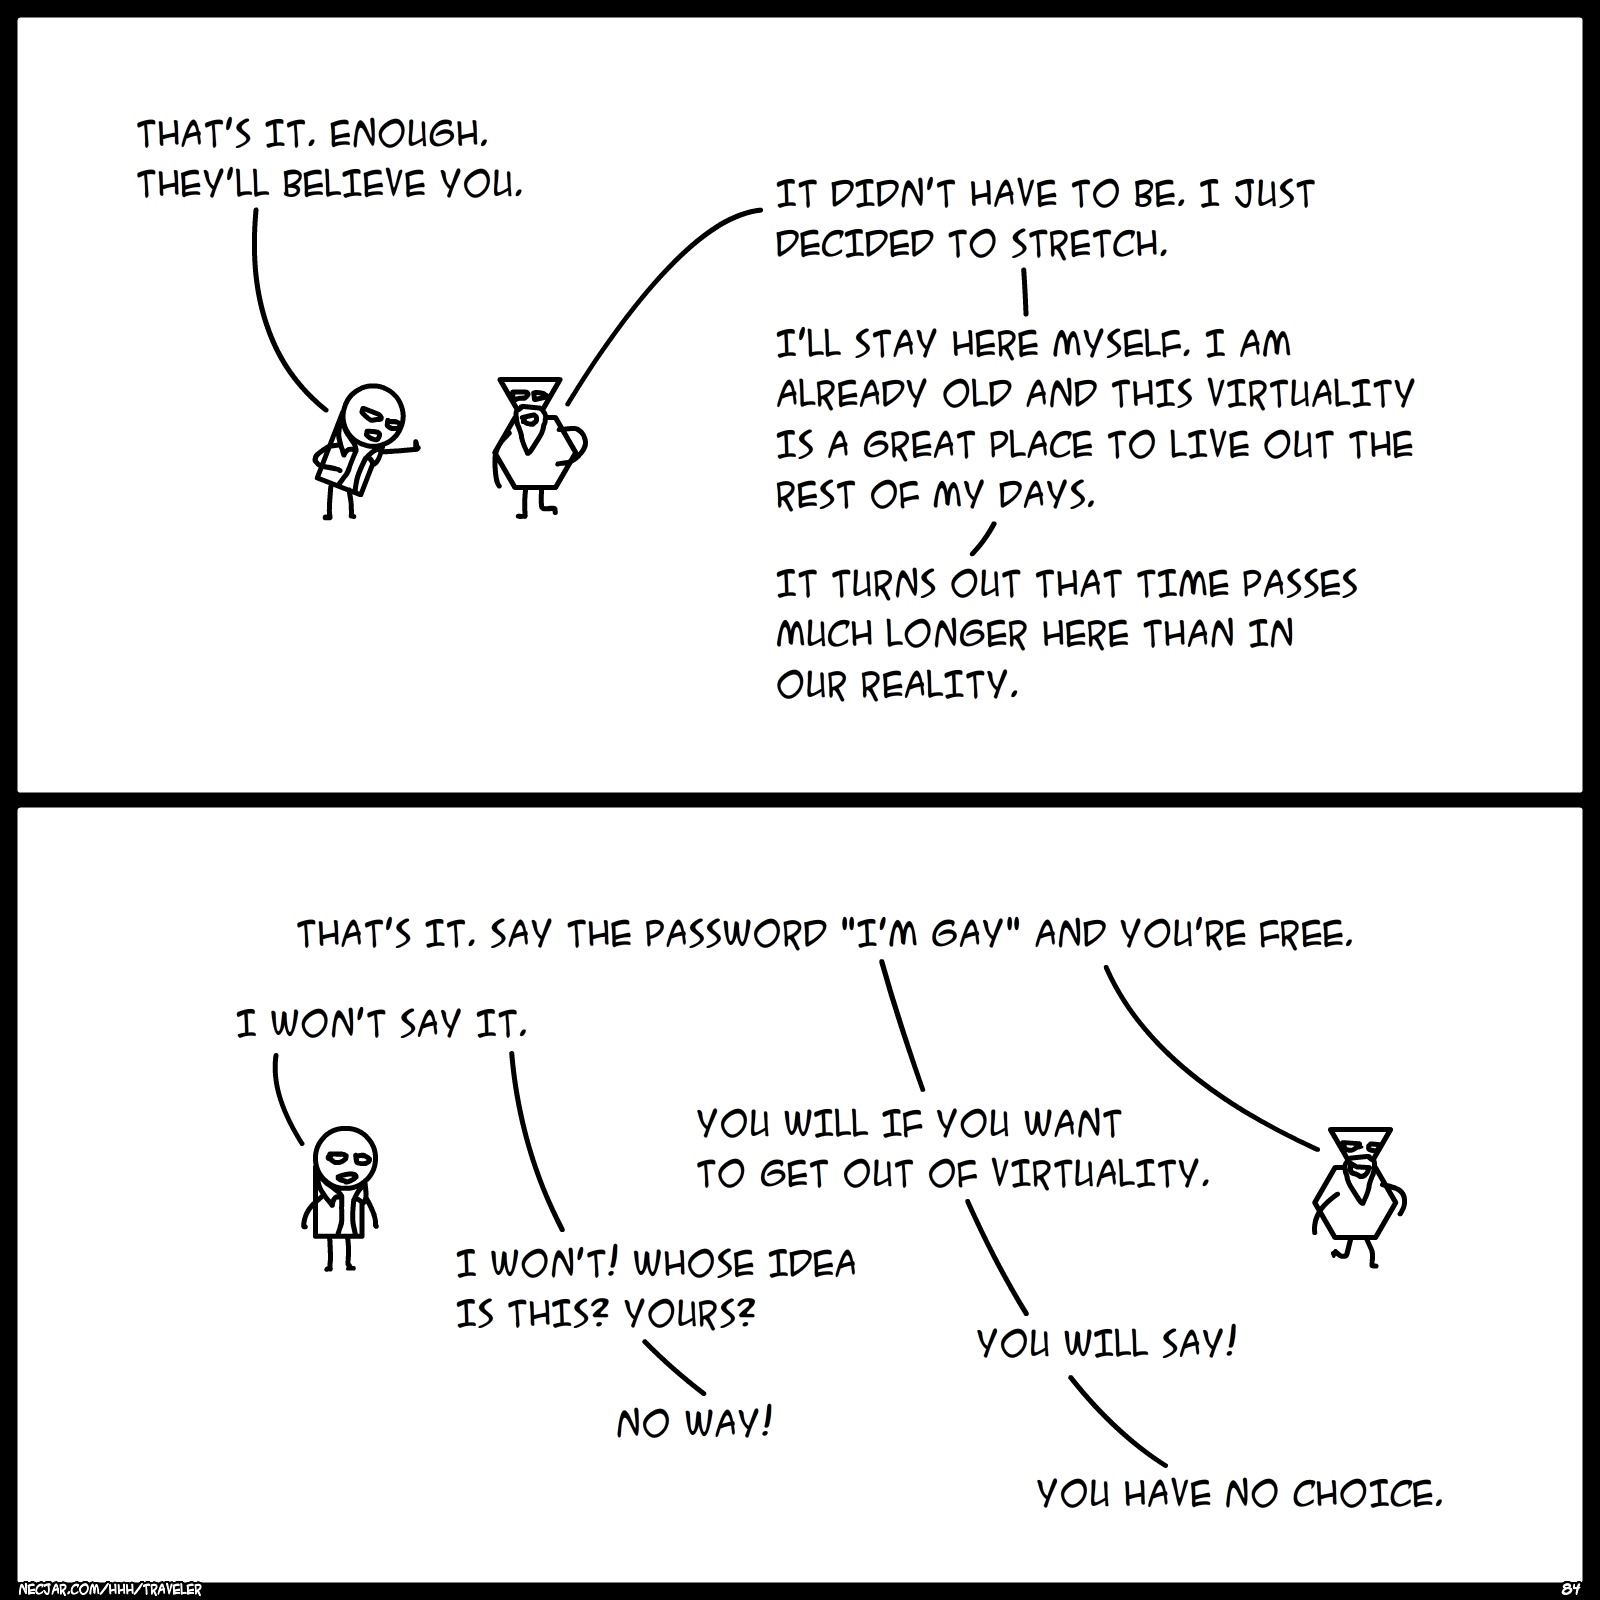 THAT'S IT. ENOUGH.
THEY'LL BELIEVE YOU.
IT DIDN'T HAVE TO BE. I JUST
DECIDED TO STRETCH.
I'LL STAY HERE MYSELF. I AM
ALREADY OLD AND THIS VIRTUALITY
IS A GREAT PLACE TO LIVE OUT THE
REST OF MY DAYS.
IT TURNS OUT THAT TIME PASSES
MUCH LONGER HERE THAN IN
OUR REALITY.
THAT'S IT. SAY THE PASSWORD "I'M GAY" AND YOU'RE FREE.
I WON'T SAY IT.
YOU WILL IF YOU WANT
TO GET OUT OF VIRTUALITY.
I WON'T! WHOSE IDEA
IS THIS? YOURS?
YOU WILL SAY!
NO WAY!
YOU HAVE NO CHOICE.
NECJAR.COM/HHH/TRAVELER
84